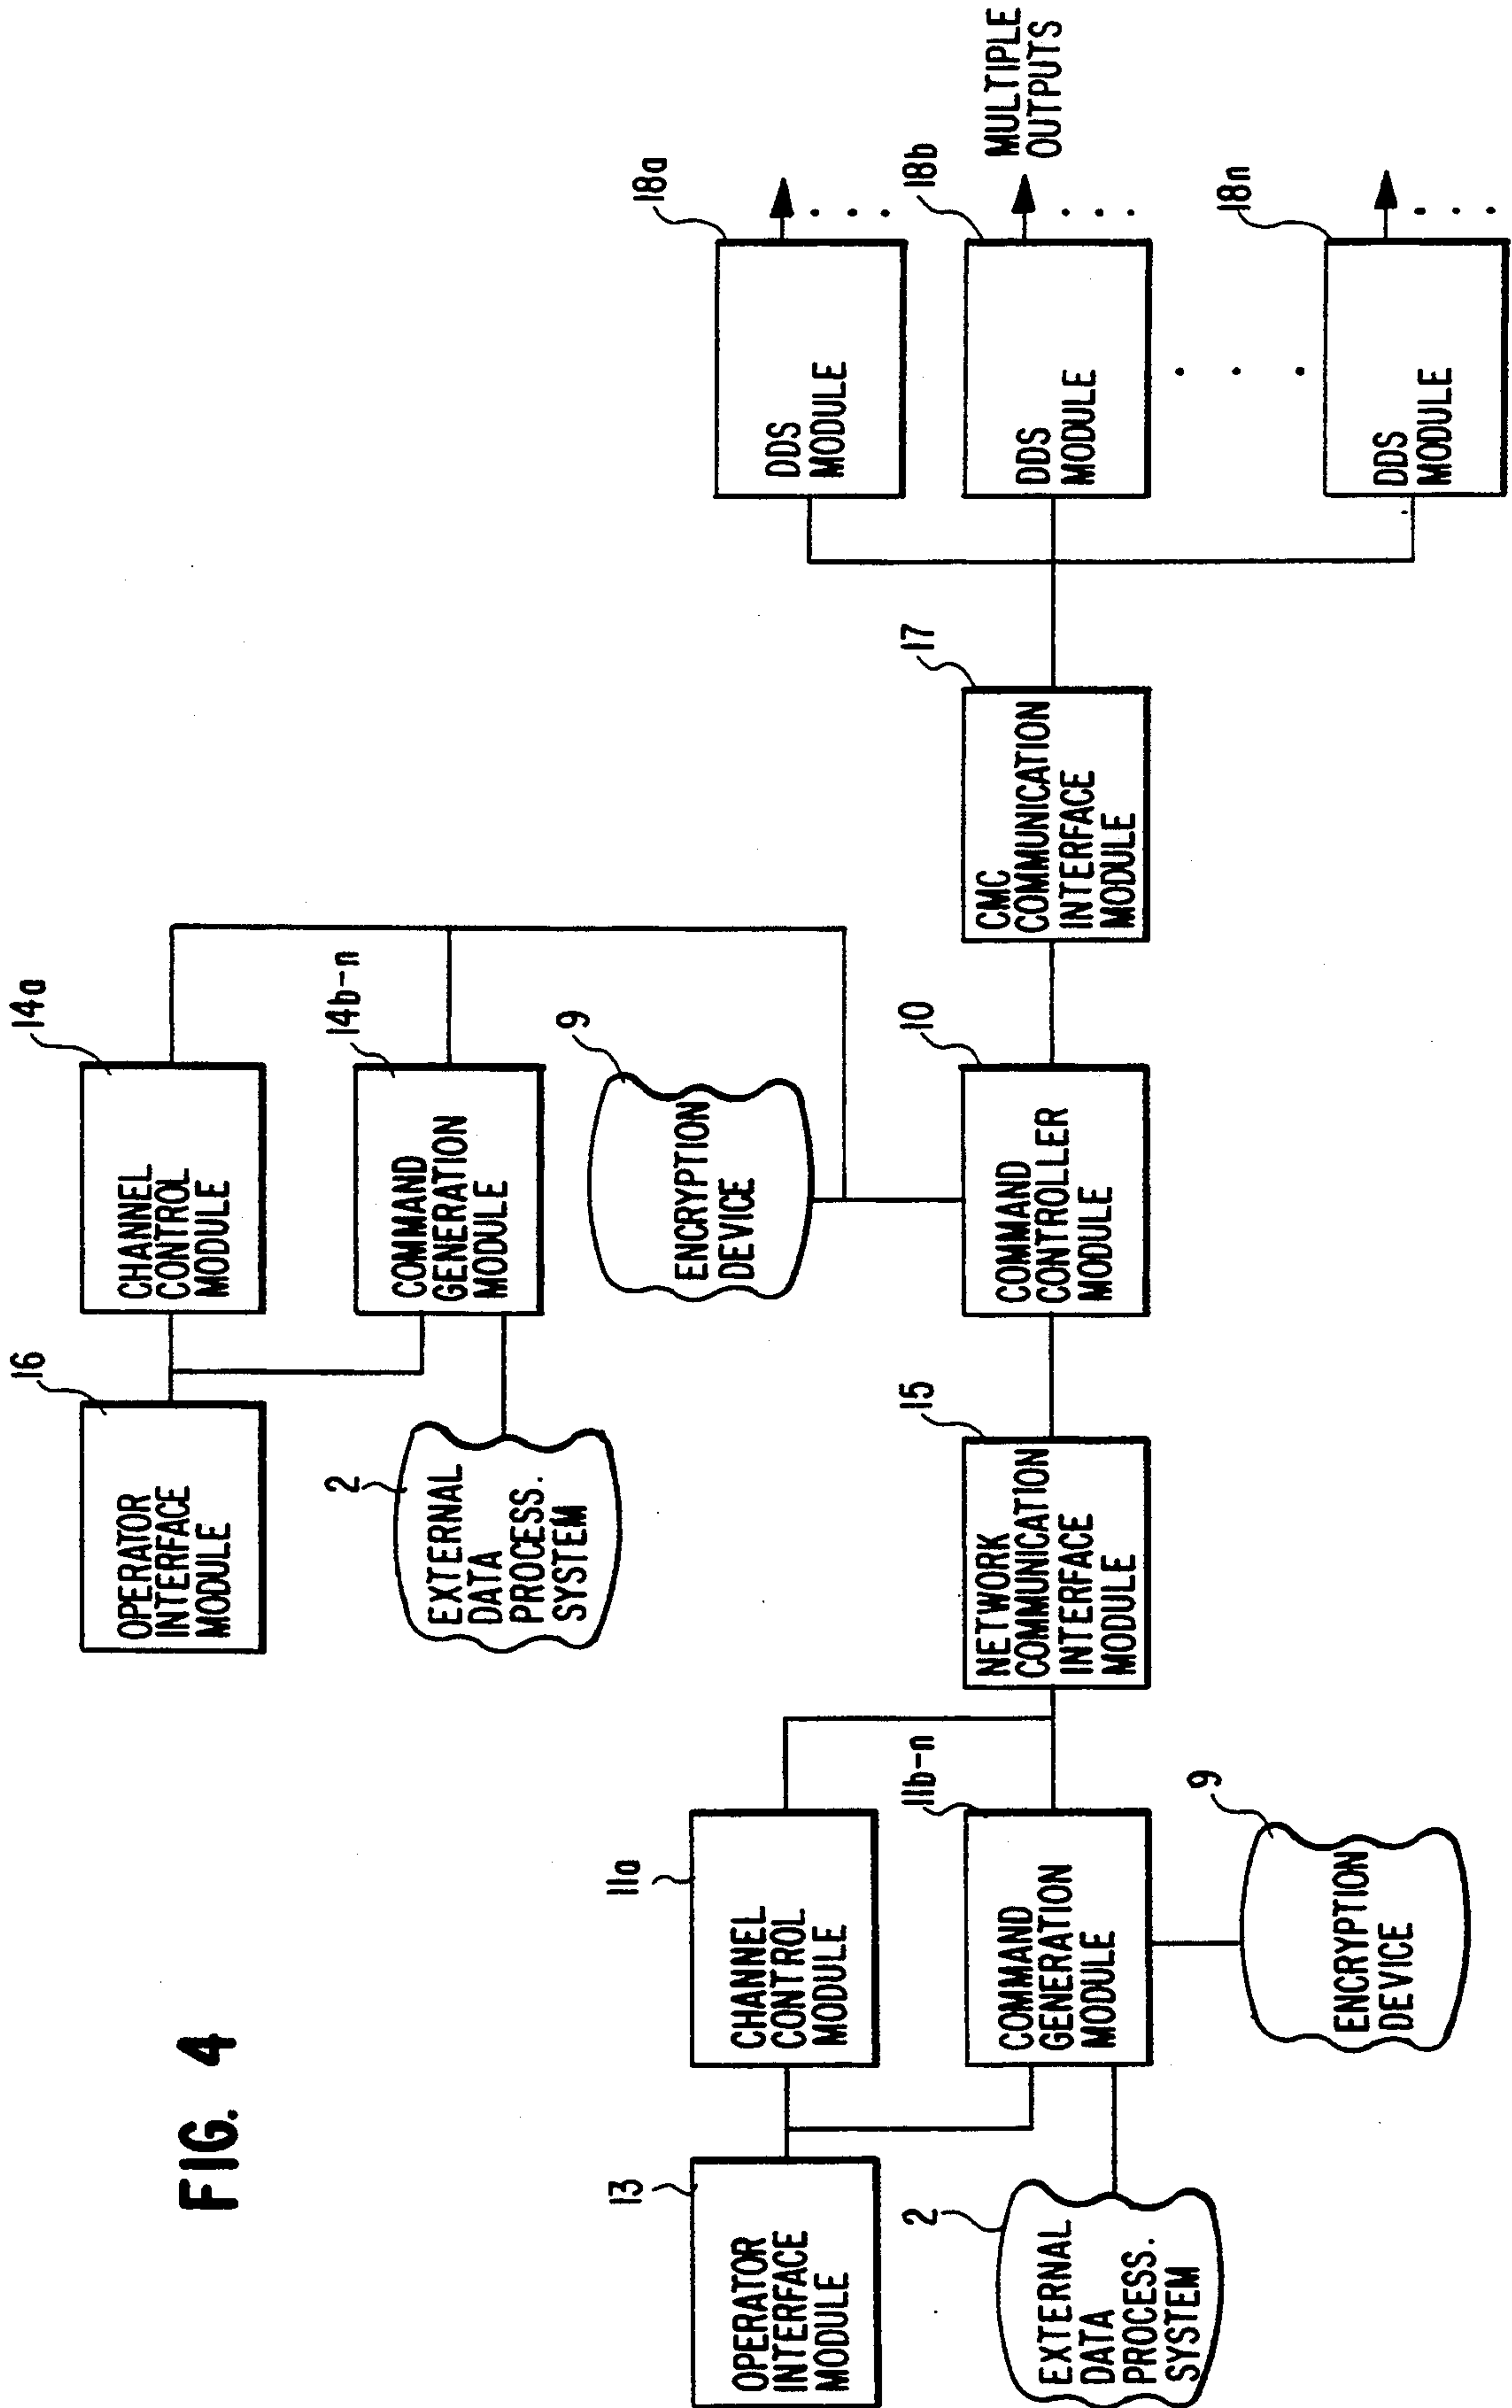 FIG. 4
16
OPERATOR
INTERFACE
MODULE
14a
CHANNEL
CONTROL
MODULE
2
EXTERNAL
DATA
PROCESS.
SYSTEM
14b-n
COMMAND
GENERATION
MODULE
9
ENCRYPTION
DEVICE
13
OPERATOR
INTERFACE
MODULE
11a
CHANNEL
CONTROL
MODULE
2
EXTERNAL
DATA
PROCESS.
SYSTEM
11b-n
COMMAND
GENERATION
MODULE
9
ENCRYPTION
DEVICE
15
NETWORK
COMMUNICATION
INTERFACE
MODULE
10
COMMAND
CONTROLLER
MODULE
17
CMC
COMMUNICATION
INTERFACE
MODULE
18a
DDS
MODULE
18b
DDS
MODULE
MULTIPLE
OUTPUTS
18n
DDS
MODULE